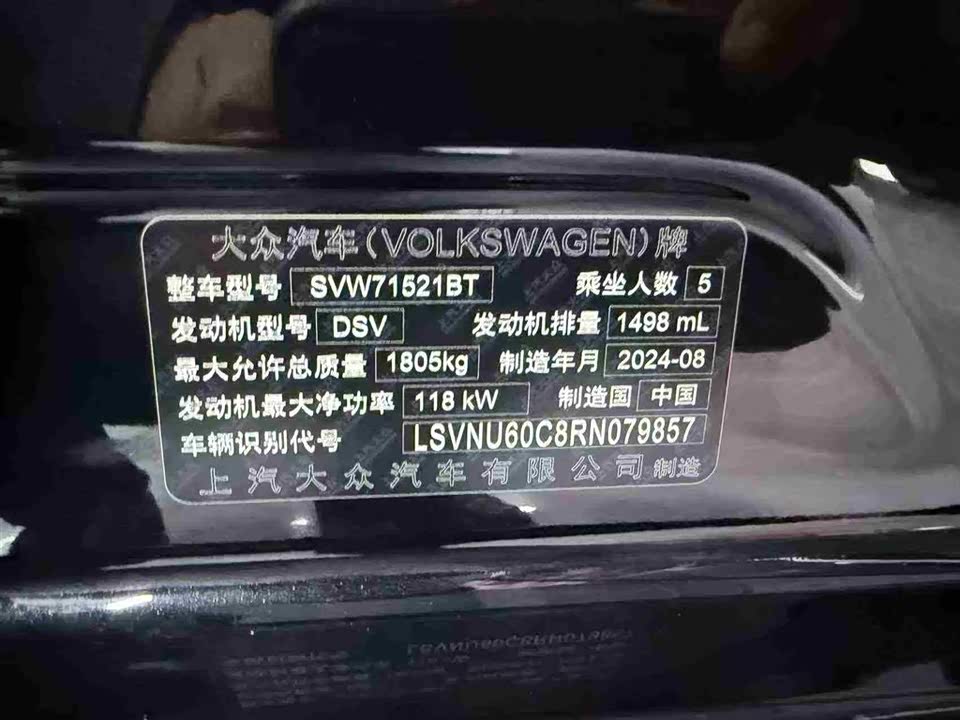 大众汽车(VOLKSWAGEN)牌
整车型号 SVW71521BT 乘坐人数 5
发动机型号 DSV 发动机排量 1498 mL
最大允许总质量 1805kg 制造年月 2024-08
发动机最大净功率 118 kW 制造国 中国
车辆识别代号 LSVNU60C8RN079857
上汽大众汽车有限公司 制造